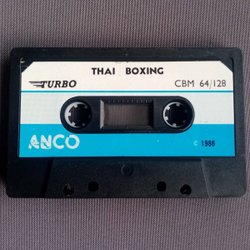 THAI BOXING
TURBO CBM 64/128
ANCO © 1986